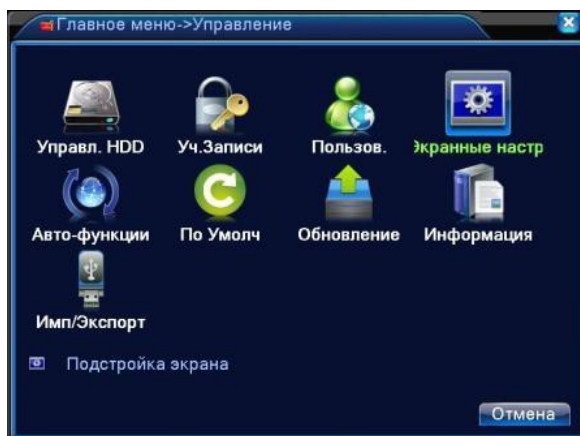 Главное меню->Управление
Управл. HDD Уч.Записи Пользов. Экранные настр
Авто-функции По Умолч Обновление Информация
Имп/Экспорт
Подстройка экрана
Отмена